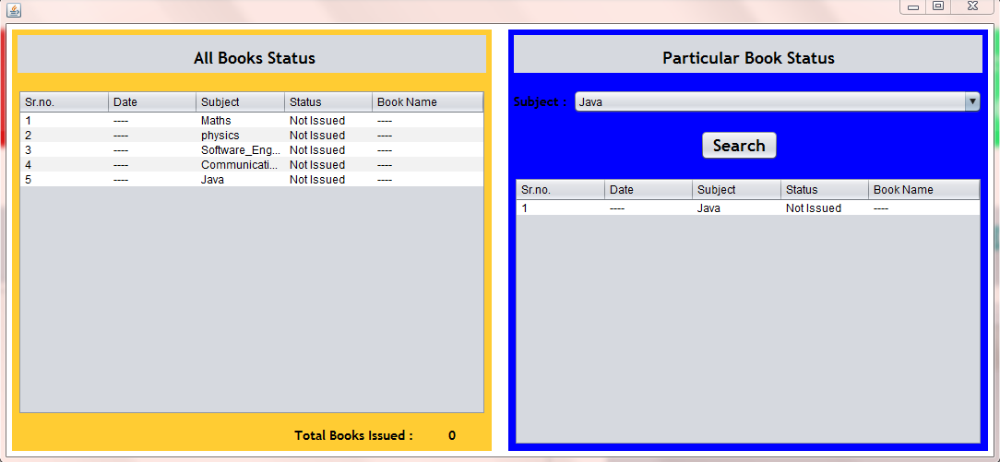 All Books Status
Sr.no. Date Subject Status Book Name
1 ---- Maths Not Issued ----
2 ---- physics Not Issued ----
3 ---- Software_Eng... Not Issued ----
4 ---- Communicati... Not Issued ----
5 ---- Java Not Issued ----
Total Books Issued : 0
Particular Book Status
Subject : Java
Search
Sr.no. Date Subject Status Book Name
1 ---- Java Not Issued ----